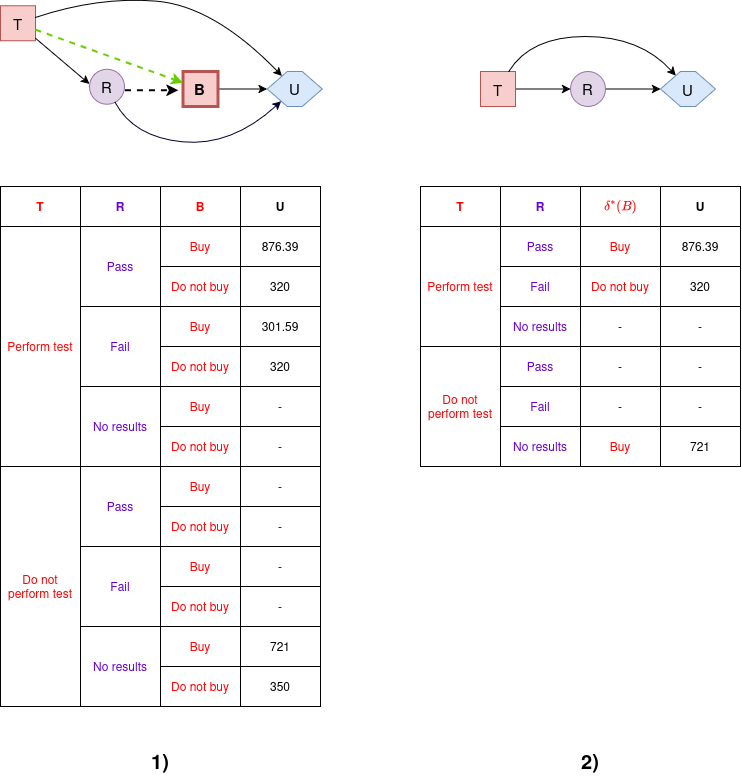 T
R
B
U
T
R
U
T R B U
Perform test Pass Buy 876.39
Do not buy 320
Fail Buy 301.59
Do not buy 320
No results Buy -
Do not buy -
Do not
perform test Pass Buy -
Do not buy -
Fail Buy -
Do not buy -
No results Buy 721
Do not buy 350
1)
T R δ*(B) U
Perform test Pass Buy 876.39
Fail Do not buy 320
No results - -
Do not
perform test Pass - -
Fail - -
No results Buy 721
2)